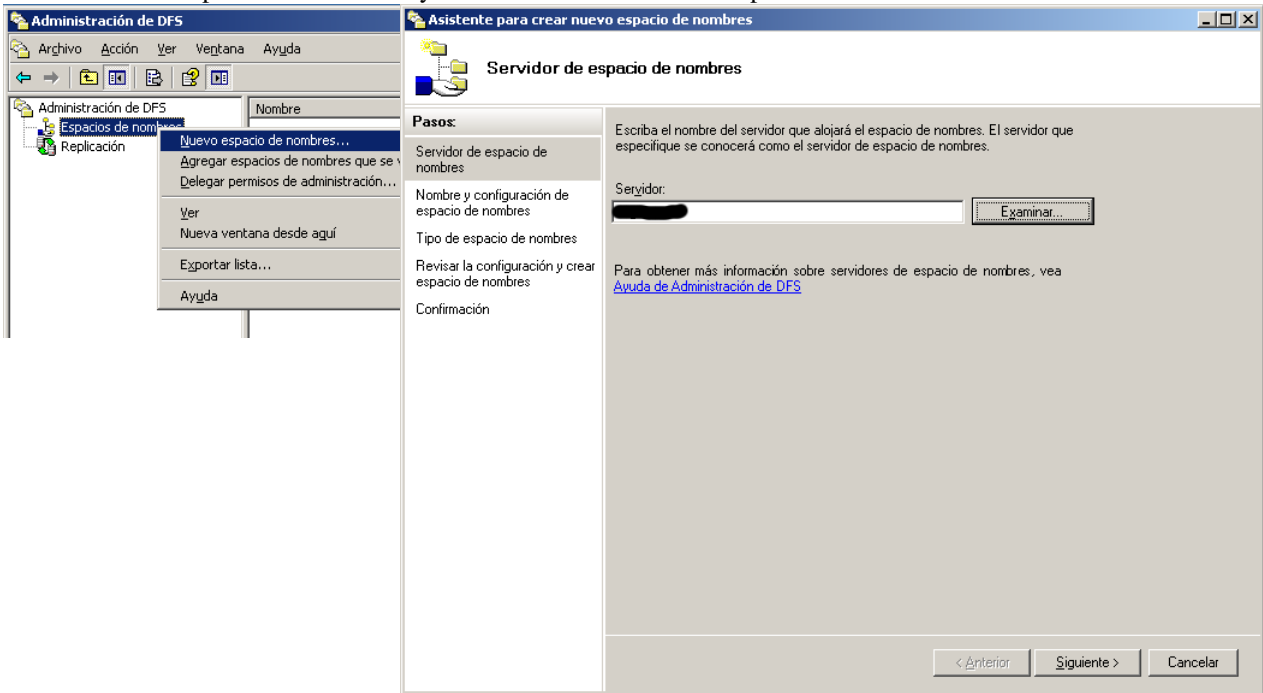 Administración de DFS
Archivo Acción Ver Ventana Ayuda
Administración de DFS
Espacios de nombres
Replicación
Nombre
Nuevo espacio de nombres...
Agregar espacios de nombres que se
Delegar permisos de administración...
Ver
Nueva ventana desde aquí
Exportar lista...
Ayuda
Asistente para crear nuevo espacio de nombres
Servidor de espacio de nombres
Pasos:
Servidor de espacio de
nombres
Nombre y configuración de
espacio de nombres
Tipo de espacio de nombres
Revisar la configuración y crear
espacio de nombres
Confirmación
Escriba el nombre del servidor que alojará el espacio de nombres. El servidor que
especifique se conocerá como el servidor de espacio de nombres.
Servidor:
Examinar...
Para obtener más información sobre servidores de espacio de nombres, vea
Ayuda de Administración de DFS
< Anterior
Siguiente >
Cancelar